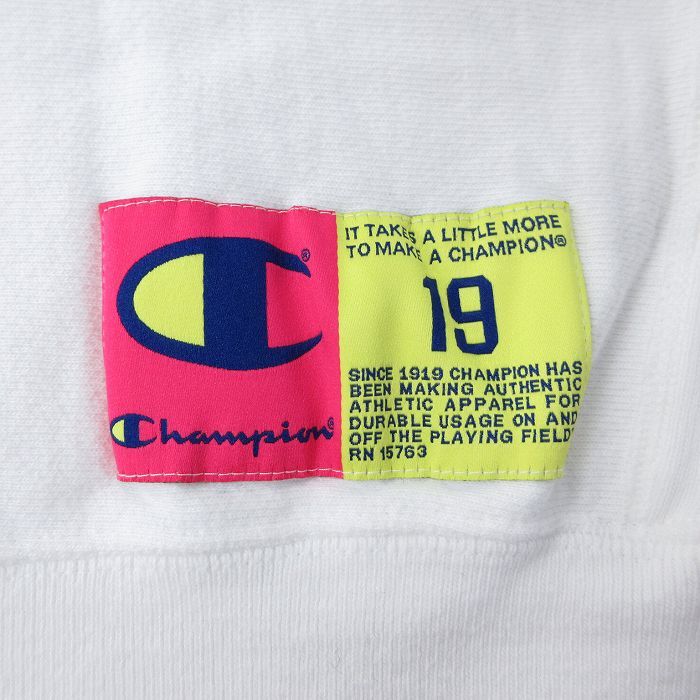 C®
Champion®
IT TAKES A LITTLE MORE
TO MAKE A CHAMPION®
19
SINCE 1919 CHAMPION HAS
BEEN MAKING AUTHENTIC
ATHLETIC APPAREL FOR
DURABLE USAGE ON AND
OFF THE PLAYING FIELD
RN 15763